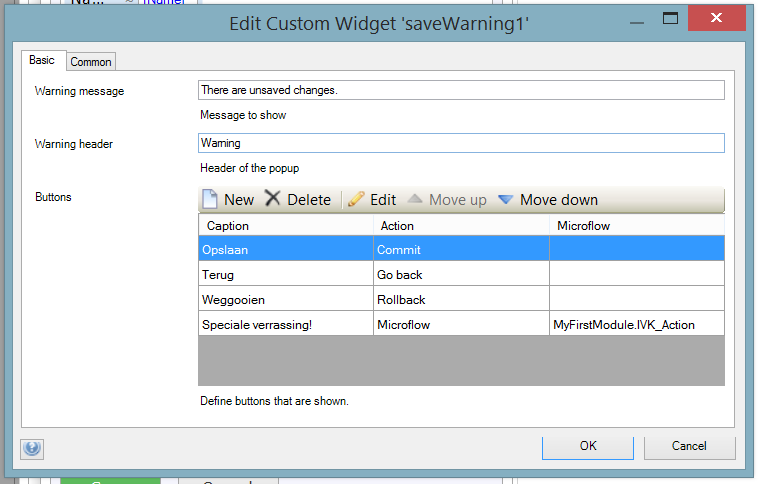 Edit Custom Widget 'saveWarning1'
Basic Common
Warning message There are unsaved changes.
Message to show
Warning header Warning
Header of the popup
Buttons New Delete Edit Move up Move down
Caption Action Microflow
Opslaan Commit
Terug Go back
Weggooien Rollback
Speciale verrassing! Microflow MyFirstModule.IVK_Action
Define buttons that are shown.
OK Cancel